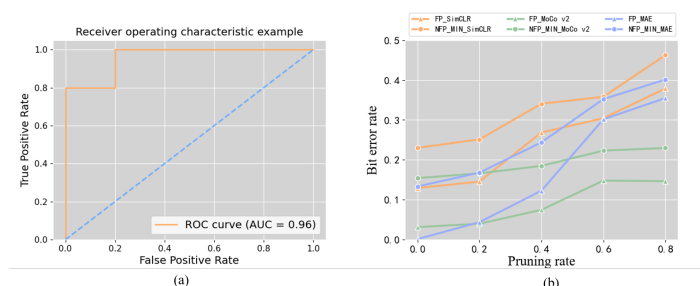 Receiver operating characteristic example
1.0
0.8
0.6
0.4
0.2
0.0
True Positive Rate
0.0 0.2 0.4 0.6 0.8 1.0
False Positive Rate
ROC curve (AUC = 0.96)
(a)
FP_SimCLR FP_MoCo v2 FP_MAE
NFP_MIN_SimCLR NFP_MIN_MoCo v2 NFP_MIN_MAE
0.5
0.4
0.3
0.2
0.1
0.0
Bit error rate
0.0 0.2 0.4 0.6 0.8
Pruning rate
(b)